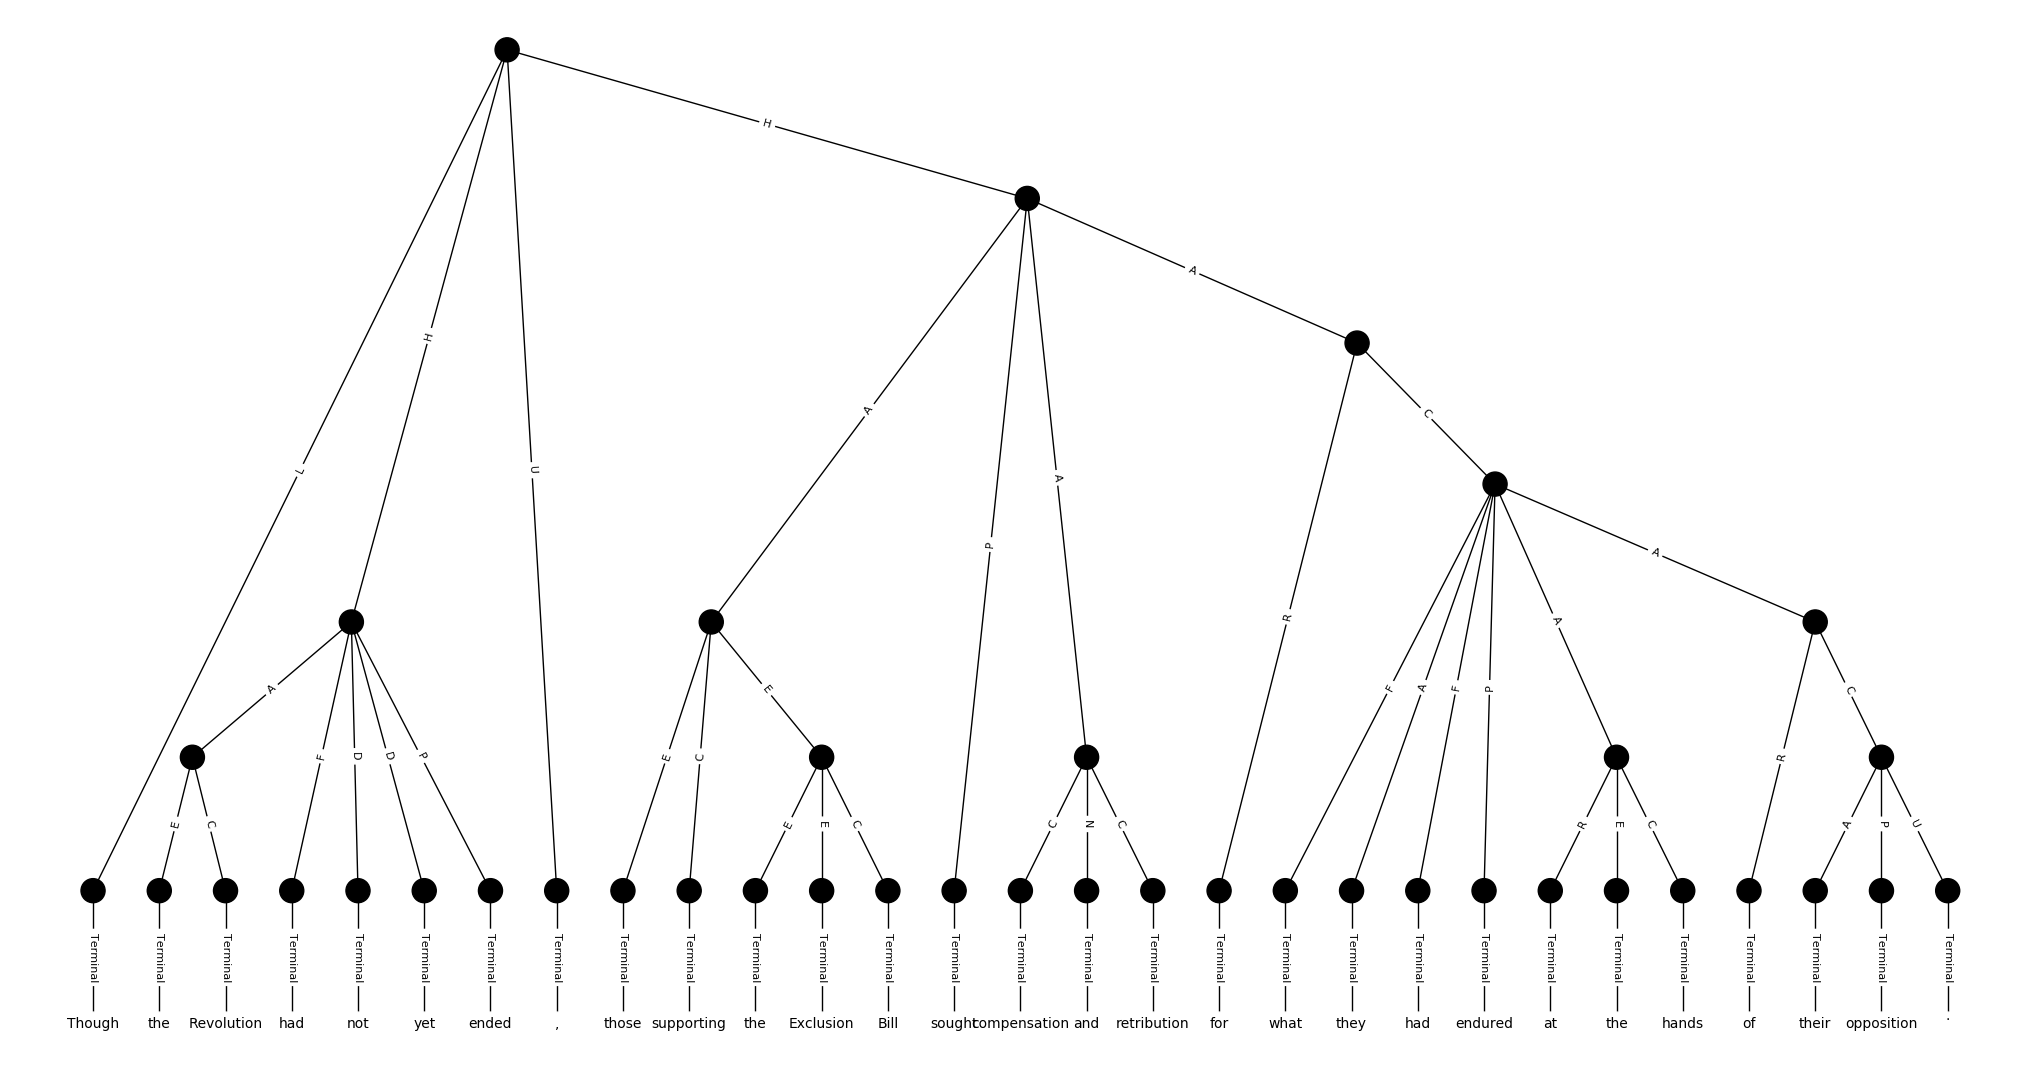 H
A
H
A
C
L
U
A
P
A
A
R
A
E
F
A
F
P
C
A
F
D
D
P
E
C
R
E
C
E
E
C
C
N
C
R
E
C
A
P
U
Terminal Terminal Terminal Terminal Terminal Terminal Terminal Terminal Terminal Terminal Terminal Terminal Terminal Terminal Terminal Terminal Terminal Terminal Terminal Terminal Terminal Terminal Terminal Terminal Terminal Terminal Terminal Terminal Terminal
Though the Revolution had not yet ended , those supporting the Exclusion Bill sought compensation and retribution for what they had endured at the hands of their opposition .